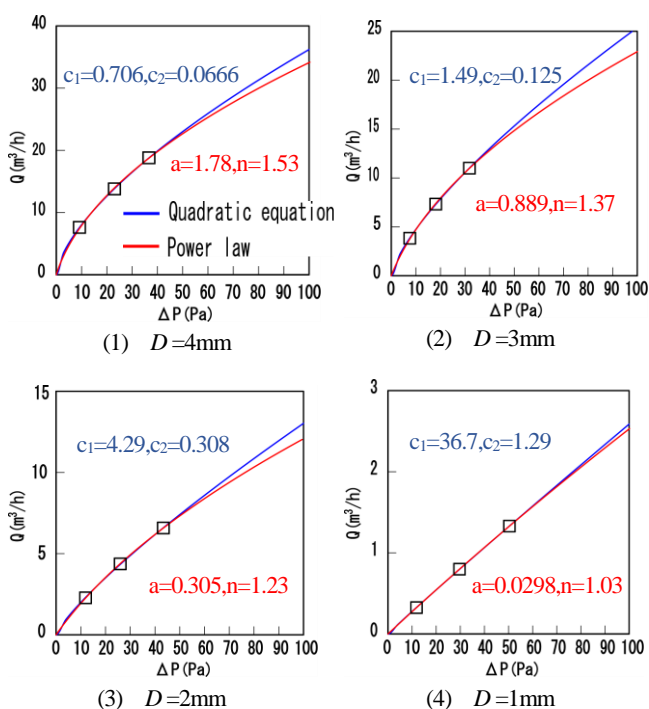 40
30
20
10
0
Q(m³/h)
c₁=0.706,c₂=0.0666
a=1.78,n=1.53
Quadratic equation
Power law
0 10 20 30 40 50 60 70 80 90 100
ΔP(Pa)
(1) D=4mm
25
20
15
10
5
0
Q(m³/h)
c₁=1.49,c₂=0.125
a=0.889,n=1.37
0 10 20 30 40 50 60 70 80 90 100
ΔP(Pa)
(2) D=3mm
15
10
5
0
Q(m³/h)
c₁=4.29,c₂=0.308
a=0.305,n=1.23
0 10 20 30 40 50 60 70 80 90 100
ΔP(Pa)
(3) D=2mm
3
2
1
0
Q(m³/h)
c₁=36.7,c₂=1.29
a=0.0298,n=1.03
0 10 20 30 40 50 60 70 80 90 100
ΔP(Pa)
(4) D=1mm